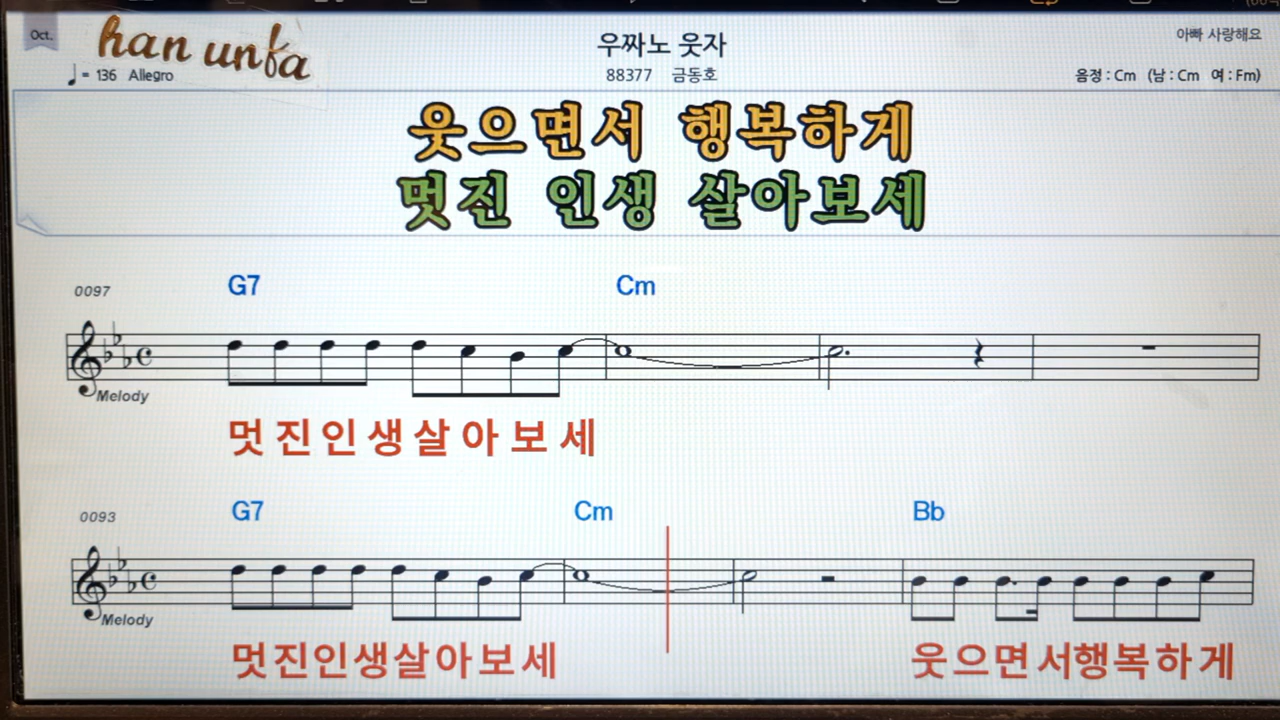 Oct.
han unfa
우짜노 웃자
아빠 사랑해요
♩= 136 Allegro
88377 금동호
음정 : Cm (남 : Cm 여 : Fm)
웃으면서 행복하게
멋진 인생 살아보세
0097
G7 Cm
Melody
멋진인생살아보세
0093
G7 Cm Bb
Melody
멋진인생살아보세 웃으면서행복하게